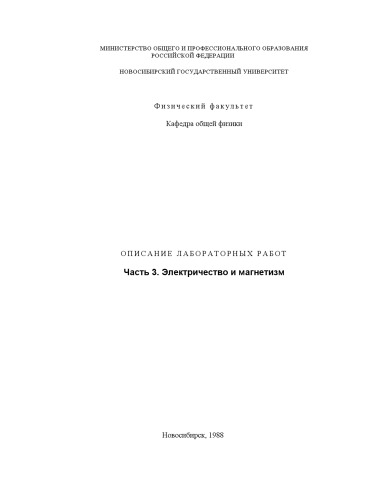 МИНИСТЕРСТВО ОБЩЕГО И ПРОФЕССИОНАЛЬНОГО ОБРАЗОВАНИЯ
РОССИЙСКОЙ ФЕДЕРАЦИИ
НОВОСИБИРСКИЙ ГОСУДАРСТВЕННЫЙ УНИВЕРСИТЕТ
Физический факультет
Кафедра общей физики
ОПИСАНИЕ ЛАБОРАТОРНЫХ РАБОТ
Часть 3. Электричество и магнетизм
Новосибирск, 1988